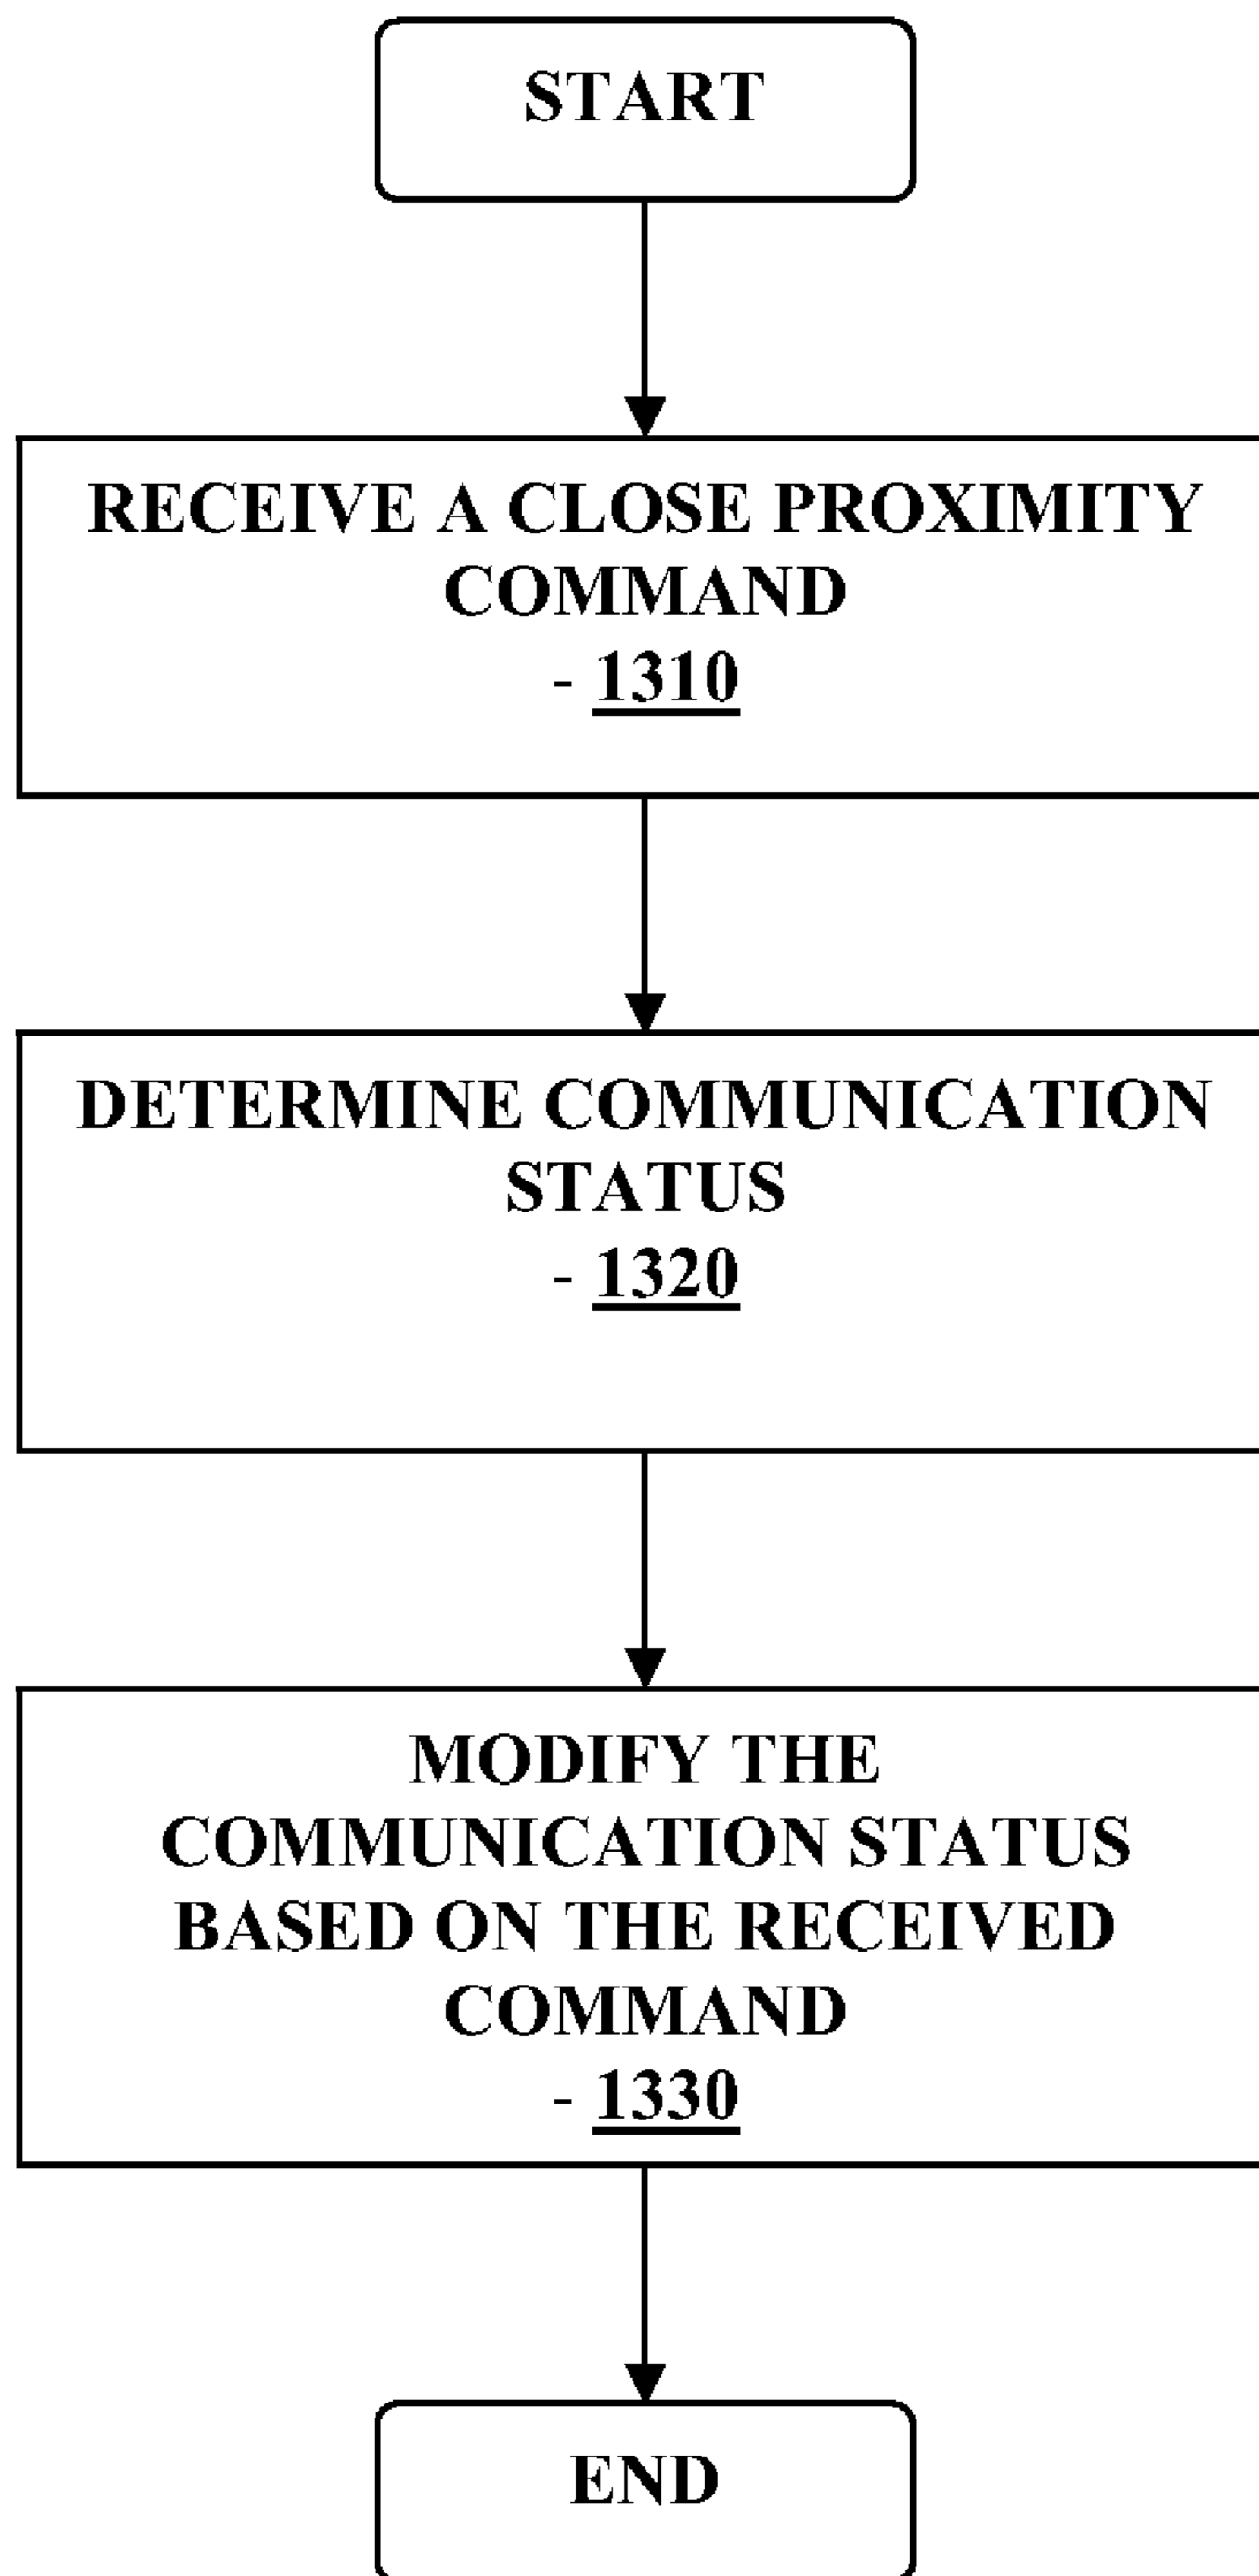 START
RECEIVE A CLOSE PROXIMITY
COMMAND
- 1310
DETERMINE COMMUNICATION
STATUS
- 1320
MODIFY THE
COMMUNICATION STATUS
BASED ON THE RECEIVED
COMMAND
- 1330
END